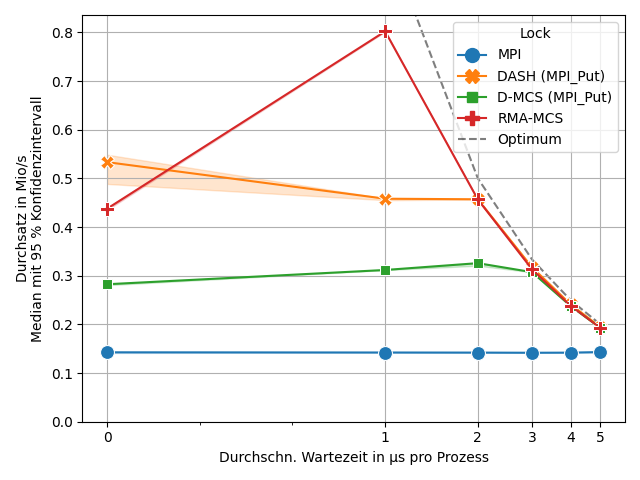 Lock
MPI
DASH (MPI_Put)
D-MCS (MPI_Put)
RMA-MCS
Optimum
Durchsatz in Mio/s
Median mit 95 % Konfidenzintervall
0.8
0.7
0.6
0.5
0.4
0.3
0.2
0.1
0.0
0 1 2 3 4 5
Durchschn. Wartezeit in µs pro Prozess